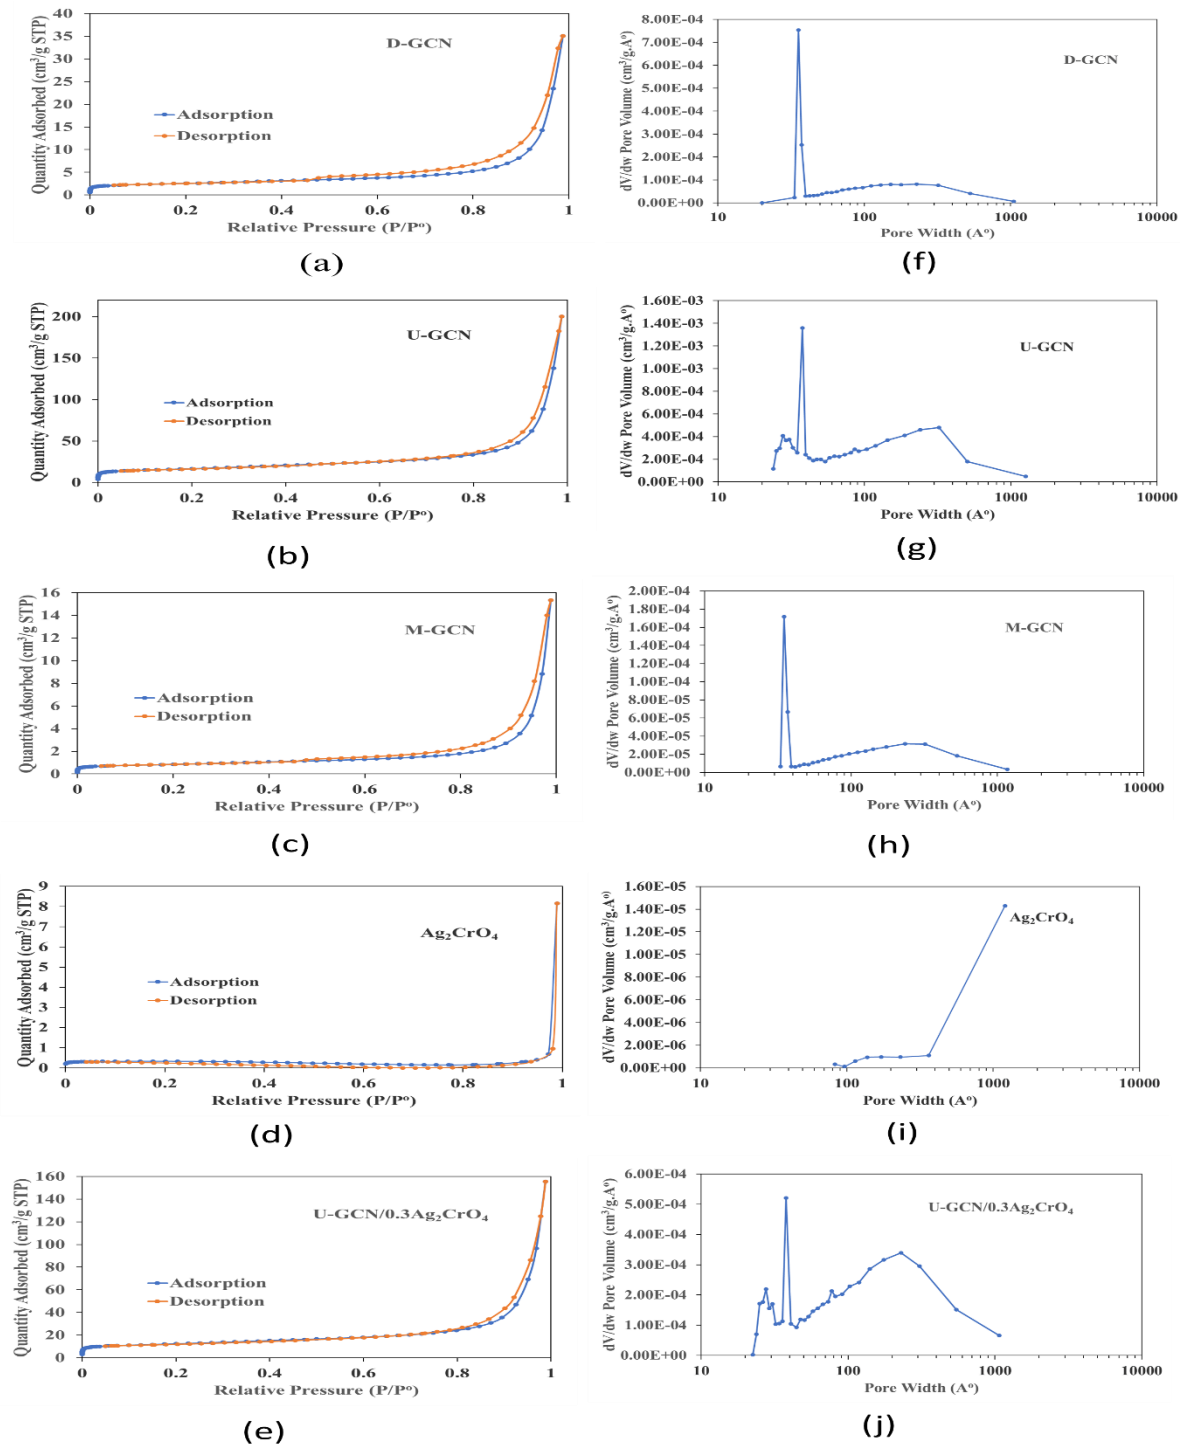 40
35
30
25
20
15
10
5
0
0
0.2
0.4
0.6
0.8
1
Quantity Adsorbed (cm³/g STP)
D-GCN
Adsorption
Desorption
Relative Pressure (P/Pº)
(a)
8.00E-04
7.00E-04
6.00E-04
5.00E-04
4.00E-04
3.00E-04
2.00E-04
1.00E-04
0.00E+00
10
100
1000
10000
dV/dw Pore Volume (cm³/g.Aº)
D-GCN
Pore Width (Aº)
(f)
200
150
100
50
0
0
0.2
0.4
0.6
0.8
1
Quantity Adsorbed (cm³/g STP)
U-GCN
Adsorption
Desorption
Relative Pressure (P/Pº)
(b)
1.60E-03
1.40E-03
1.20E-03
1.00E-03
8.00E-04
6.00E-04
4.00E-04
2.00E-04
0.00E+00
10
100
1000
10000
dV/dw Pore Volume (cm³/g.Aº)
U-GCN
Pore Width (Aº)
(g)
16
14
12
10
8
6
4
2
0
0
0.2
0.4
0.6
0.8
1
Quantity Adsorbed (cm³/g STP)
M-GCN
Adsorption
Desorption
Relative Pressure (P/Pº)
(c)
2.00E-04
1.80E-04
1.60E-04
1.40E-04
1.20E-04
1.00E-04
8.00E-05
6.00E-05
4.00E-05
2.00E-05
0.00E+00
10
100
1000
10000
dV/dw Pore Volume (cm³/g.Aº)
M-GCN
Pore Width (Aº)
(h)
9
8
7
6
5
4
3
2
1
0
0
0.2
0.4
0.6
0.8
1
Quantity Adsorbed (cm³/g STP)
Ag₂CrO₄
Adsorption
Desorption
Relative Pressure (P/Pº)
(d)
1.60E-05
1.40E-05
1.20E-05
1.00E-05
8.00E-06
6.00E-06
4.00E-06
2.00E-06
0.00E+00
10
100
1000
10000
dV/dw Pore Volume (cm³/g.Aº)
Ag₂CrO₄
Pore Width (Aº)
(i)
160
140
120
100
80
60
40
20
0
0
0.2
0.4
0.6
0.8
1
Quantity Adsorbed (cm³/g STP)
U-GCN/0.3Ag₂CrO₄
Adsorption
Desorption
Relative Pressure (P/Pº)
(e)
6.00E-04
5.00E-04
4.00E-04
3.00E-04
2.00E-04
1.00E-04
0.00E+00
10
100
1000
10000
dV/dw Pore Volume (cm³/g.Aº)
U-GCN/0.3Ag₂CrO₄
Pore Width (Aº)
(j)